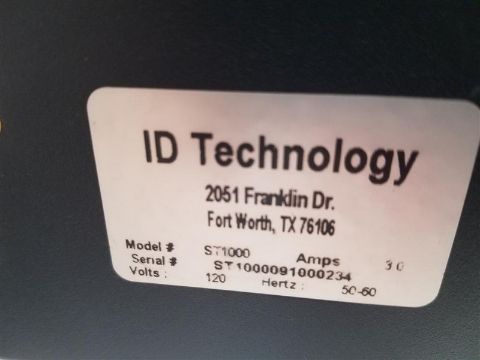 ID Technology
2051 Franklin Dr.
Fort Worth, TX 76106
Model # ST1000 Amps 3 0
Serial # ST1000091000234
Volts : 120 Hertz : 50-60